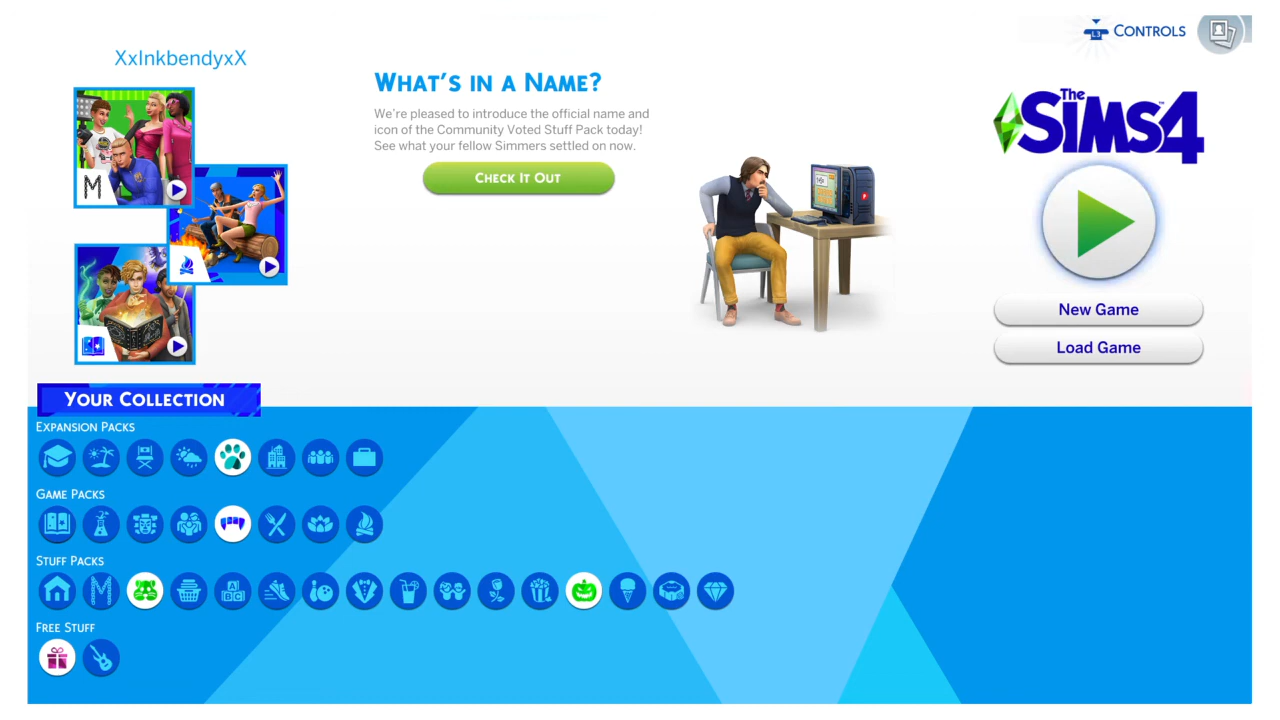 L3 CONTROLS
XxInkbendyxX
WHAT'S IN A NAME?
We're pleased to introduce the official name and
icon of the Community Voted Stuff Pack today!
See what your fellow Simmers settled on now.
CHECK IT OUT
The
SIMS4
M
New Game
Load Game
YOUR COLLECTION
EXPANSION PACKS
GAME PACKS
STUFF PACKS
M
A
B C
FREE STUFF